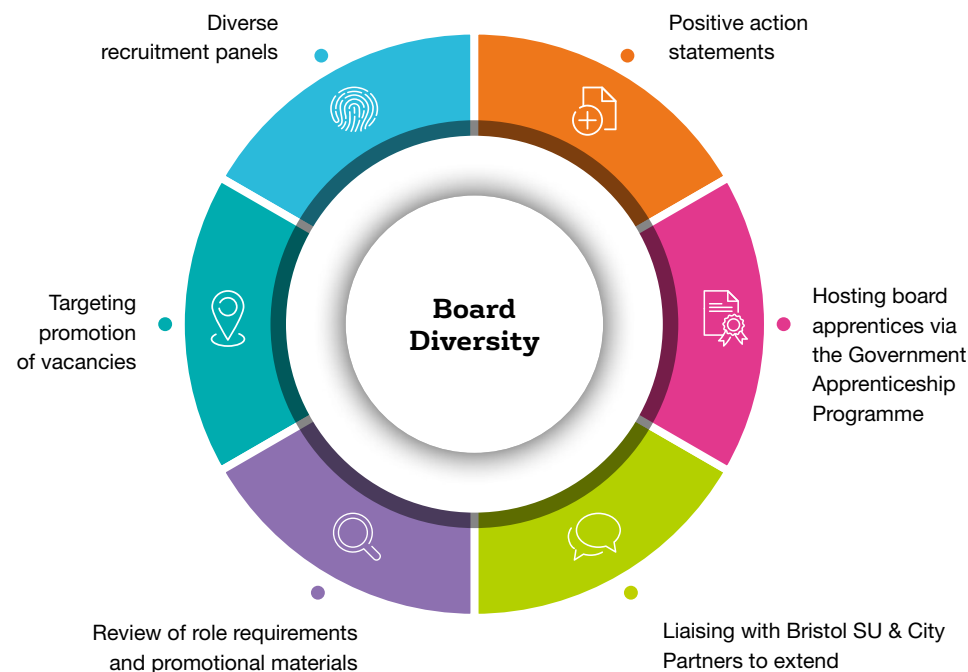 Diverse
recruitment panels
Positive action
statements
Board
Diversity
Hosting board
apprentices via
the Government
Apprenticeship
Programme
Targeting
promotion
of vacancies
Review of role requirements
and promotional materials
Liaising with Bristol SU & City
Partners to extend